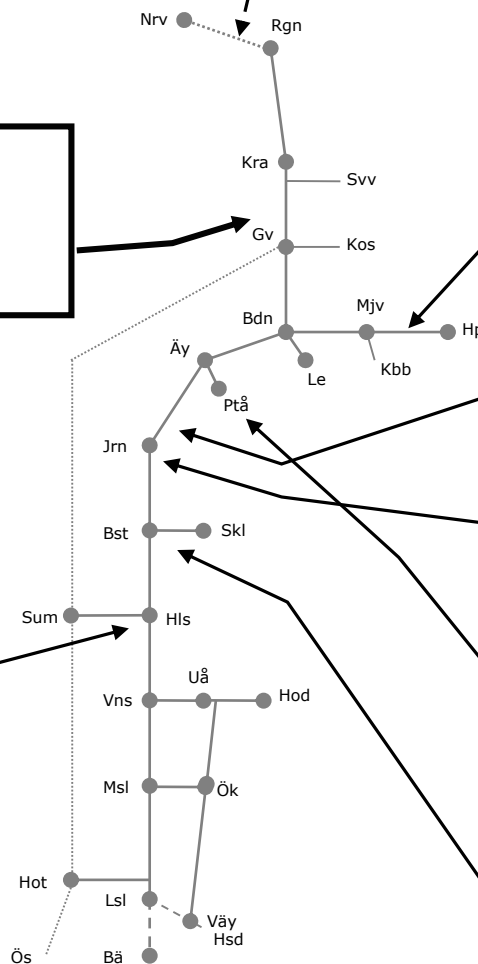 Nrv
Rgn
Kra
Svv
Gv
Kos
Bdn
Mjv
Hp
Äy
Le
Kbb
Ptå
Jrn
Bst
Skl
Sum
Hls
Uå
Vns
Hod
Msl
Ök
Hot
Lsl
Väy
Hsd
Ös
Bä